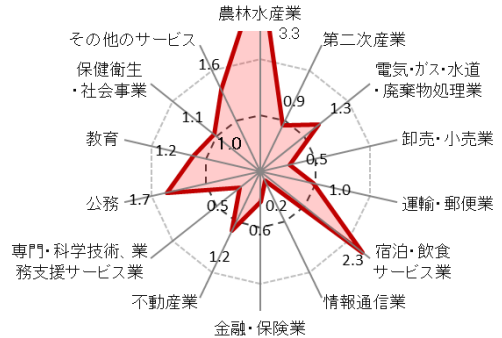 農林水産業
3.3
その他のサービス
第二次産業
1.6
保健衛生
・社会事業
電気・ガス・水道
・廃棄物処理業
0.9
1.3
1.1
1.0
教育
1.2
0.5
卸売・小売業
公務
1.7
1.0
運輸・郵便業
0.5
0.2
専門・科学技術、業
務支援サービス業
0.6
2.3
宿泊・飲食
サービス業
1.2
不動産業
情報通信業
金融・保険業